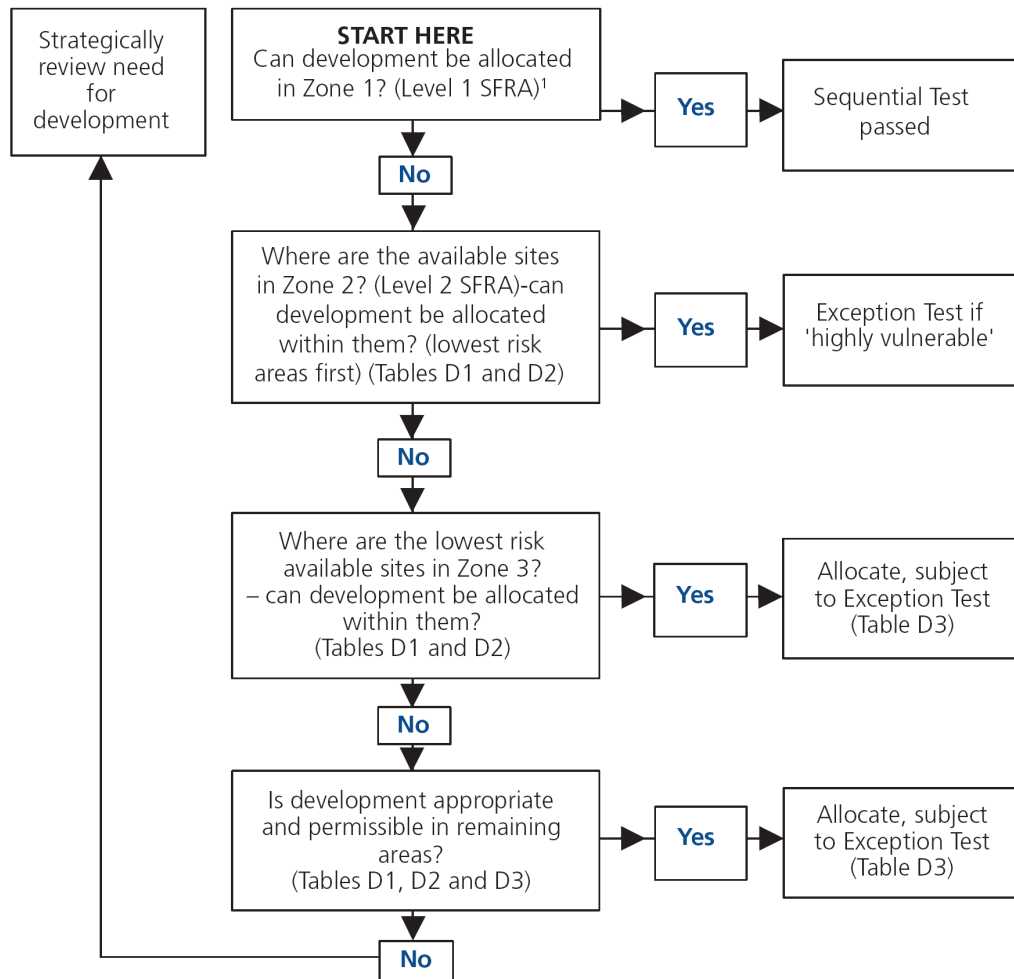 Strategically
review need
for
development
START HERE
Can development be allocated
in Zone 1? (Level 1 SFRA)¹
Yes
Sequential Test
passed
No
Where are the available sites
in Zone 2? (Level 2 SFRA)-can
development be allocated
within them? (lowest risk
areas first) (Tables D1 and D2)
Yes
Exception Test if
'highly vulnerable'
No
Where are the lowest risk
available sites in Zone 3?
– can development be allocated
within them?
(Tables D1 and D2)
Yes
Allocate, subject
to Exception Test
(Table D3)
No
Is development appropriate
and permissible in remaining
areas?
(Tables D1, D2 and D3)
Yes
Allocate, subject
to Exception Test
(Table D3)
No